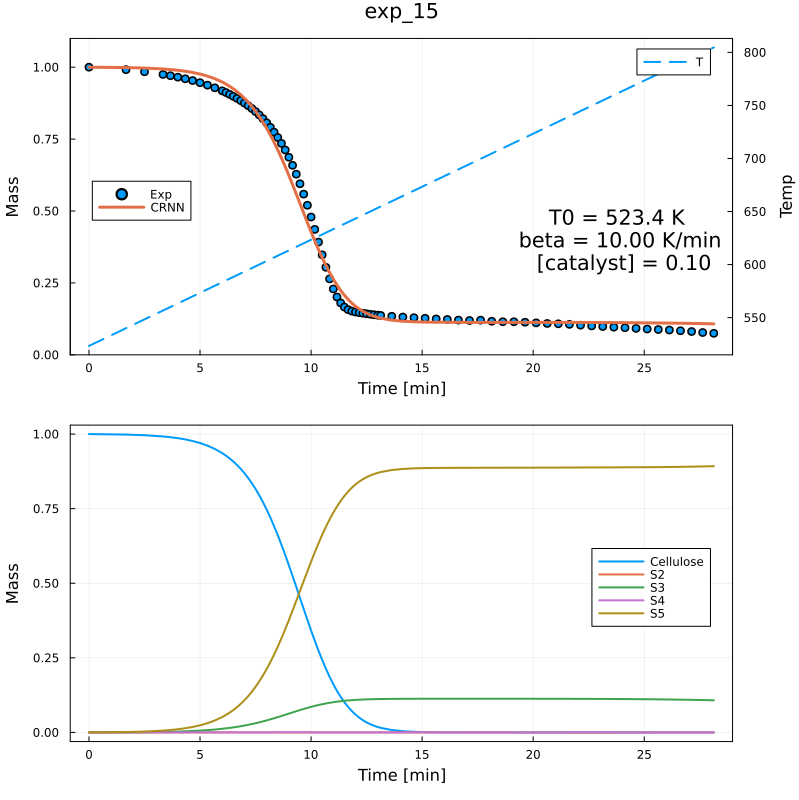 exp_15
1.00
0.75
0.50
0.25
0.00
Mass
0
5
10
15
20
25
Time [min]
800
750
700
650
600
550
Temp
T
Exp
CRNN
T0 = 523.4 K
beta = 10.00 K/min
[catalyst] = 0.10
1.00
0.75
0.50
0.25
0.00
Mass
0
5
10
15
20
25
Time [min]
Cellulose
S2
S3
S4
S5